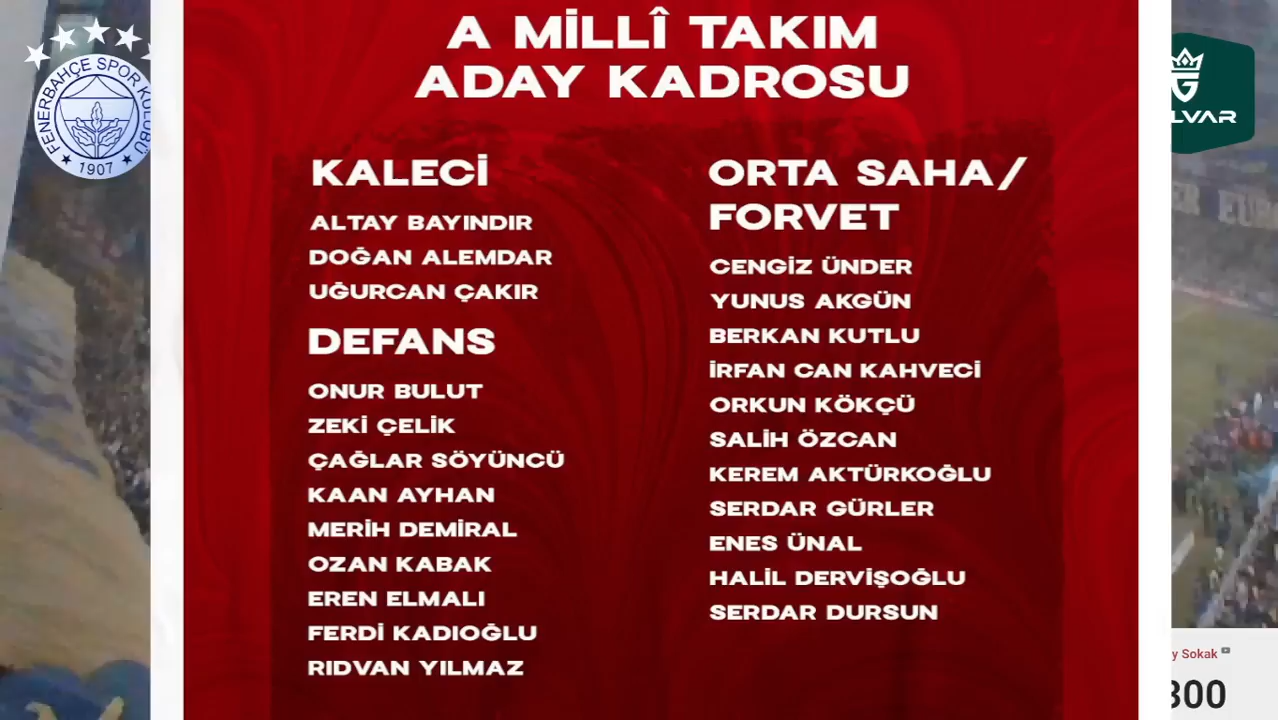 A MİLLÎ TAKIM
ADAY KADROSU
KALECİ
ALTAY BAYINDIR
DOĞAN ALEMDAR
UĞURCAN ÇAKIR
DEFANS
ONUR BULUT
ZEKİ ÇELİK
ÇAĞLAR SÖYÜNCÜ
KAAN AYHAN
MERİH DEMİRAL
OZAN KABAK
EREN ELMALI
FERDİ KADIOĞLU
RIDVAN YILMAZ
ORTA SAHA/
FORVET
CENGİZ ÜNDER
YUNUS AKGÜN
BERKAN KUTLU
İRFAN CAN KAHVECİ
ORKUN KÖKÇÜ
SALİH ÖZCAN
KEREM AKTÜRKOĞLU
SERDAR GÜRLER
ENES ÜNAL
HALİL DERVİŞOĞLU
SERDAR DURSUN
FENERBAHÇE SPOR KULÜBÜ
1907
LVAR
y Sokak
300